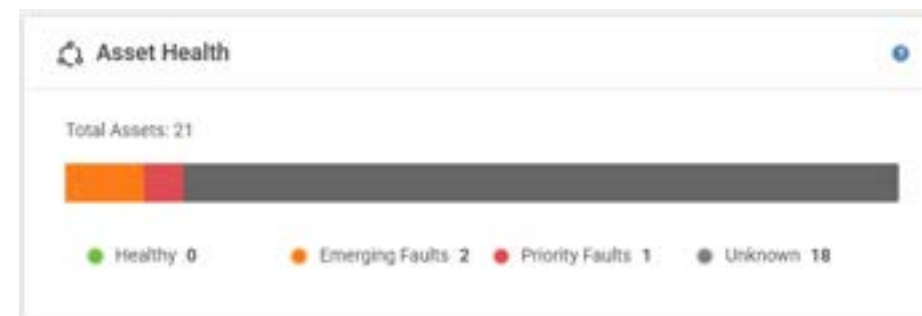 Asset Health
Total Assets: 21
Healthy 0 Emerging Faults 2 Priority Faults 1 Unknown 18